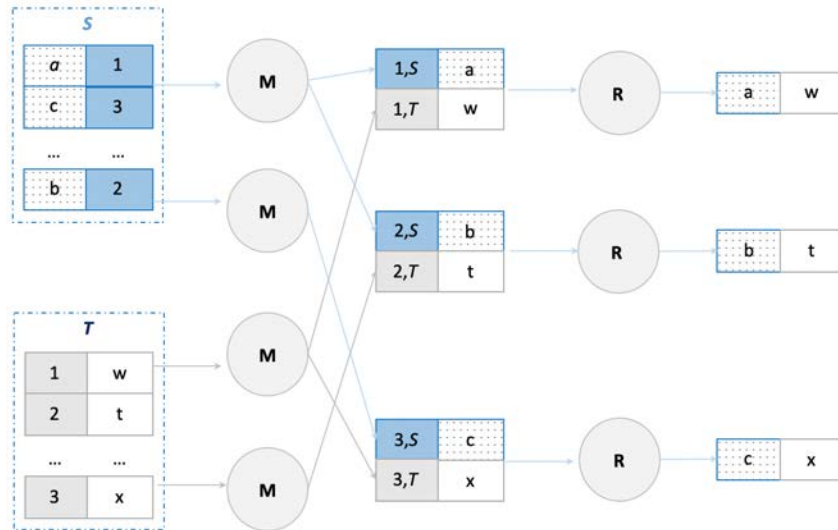 S
a 1
c 3
... ...
b 2
M
M
T
1 w
2 t
... ...
3 x
M
M
1,S a
1,T w
2,S b
2,T t
3,S c
3,T x
R
R
R
a w
b t
c x